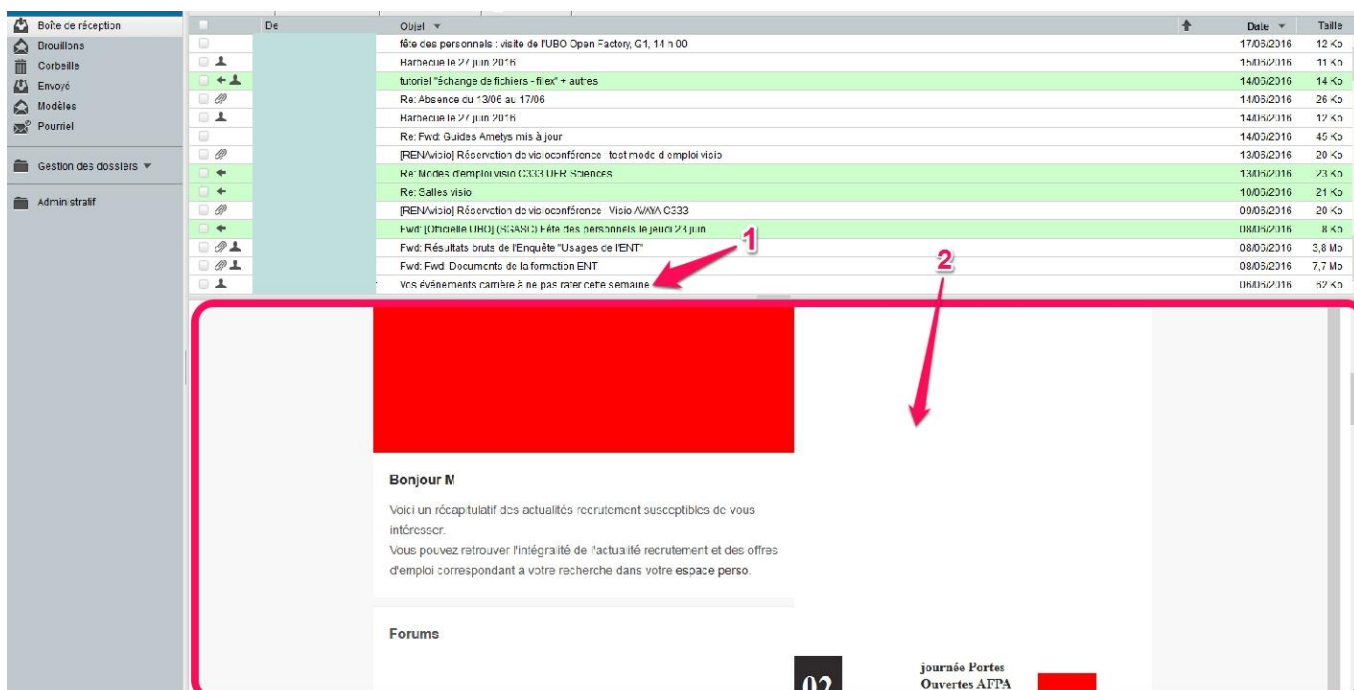 Boîte de réception
Brouillons
Corbeille
Envoyé
Modèles
Pourriel
Gestion des dossiers
Administratif
De Objet Date Taille
fête des personnels : visite de l'UBO Open Factory, G1, 14 h 00 17/06/2016 12 Ko
Barbecue le 27 juin 2016 15/06/2016 11 Ko
tutoriel "échange de fichiers - filex" + autres 14/06/2016 14 Ko
Re: Absence du 13/06 au 17/06 14/06/2016 26 Ko
Barbecue le 27 juin 2016 14/06/2016 12 Ko
Re: Fwd: Guides Ametys mis à jour 14/06/2016 45 Ko
[RENAvisio] Réservation de visioconférence : test mode d emploi visio 13/06/2016 20 Ko
Re: Modes d'emploi visio C333 UFR Sciences 13/06/2016 23 Ko
Re: Salles visio 10/06/2016 21 Ko
[RENAvisio] Réservation de visioconférence : Visio AVAYA C333 09/06/2016 20 Ko
Fwd: [Officielle UBO] (SGASC) Fête des personnels le jeudi 23 juin 08/06/2016 8 Ko
Fwd: Résultats bruts de l'Enquête "Usages de l'ENT" 08/06/2016 3,8 Mo
Fwd: Fwd: Documents de la formation ENT 08/06/2016 7,7 Mo
Vos événements carrière à ne pas rater cette semaine 06/06/2016 52 Ko
1
2
Bonjour M
Voici un récapitulatif des actualités recrutement susceptibles de vous
intéresser.
Vous pouvez retrouver l'intégralité de l'actualité recrutement et des offres
d'emploi correspondant à votre recherche dans votre espace perso.
Forums
02
journée Portes
Ouvertes AFPA